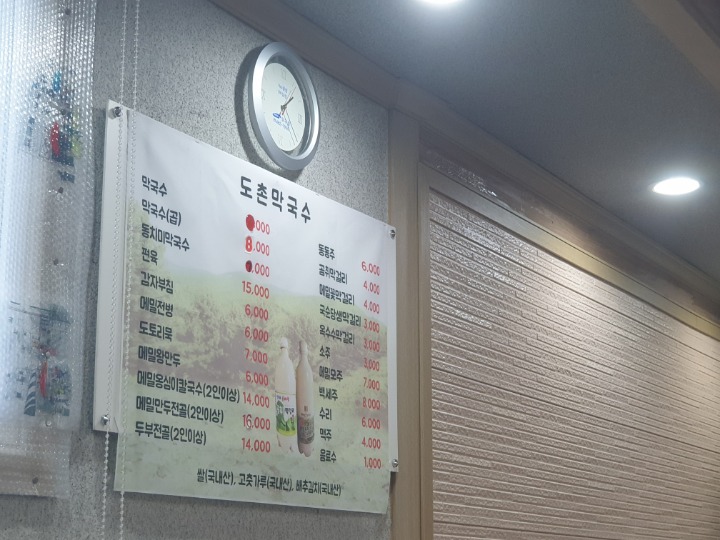 도촌막국수
막국수 000
막국수(곱) 8.000
동치미막국수 .000
편육 15.000
감자부침 6.000
메밀전병 6.000
도토리묵 7.000
메밀왕만두 6.000
메밀옹심이칼국수(2인이상) 14.000
메밀만두전골(2인이상) 16.000
두부전골(2인이상) 14.000
동동주 6.000
곰취막걸리 4.000
메밀꽃막걸리 4.000
국순당생막걸리 3.000
옥수수막걸리 3.000
소주 3.000
메밀모주 7.000
백세주 8.000
수리 6.000
맥주 4.000
음료수 1.000
쌀(국내산), 고춧가루(국내산), 배추김치(국내산)